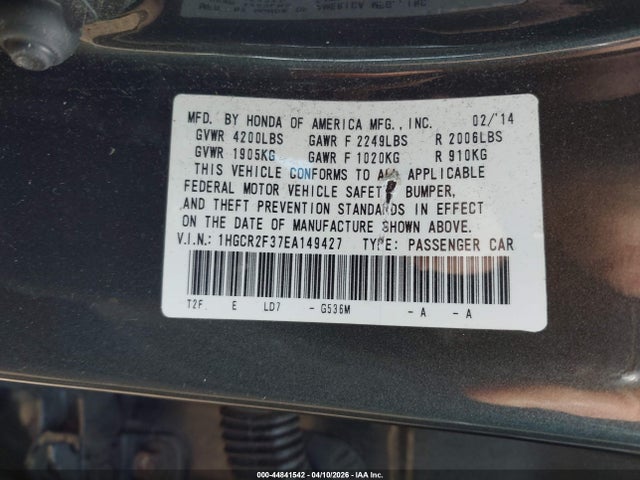 MFD. BY HONDA OF AMERICA MFG., INC. 02/'14
GVWR 4200LBS GAWR F 2249LBS R 2006LBS
GVWR 1905KG GAWR F 1020KG R 910KG
THIS VEHICLE CONFORMS TO ALL APPLICABLE
FEDERAL MOTOR VEHICLE SAFETY BUMPER,
AND THEFT PREVENTION STANDARDS IN EFFECT
ON THE DATE OF MANUFACTURE SHOWN ABOVE.
V.I.N.: 1HGCR2F37EA149427 TYPE: PASSENGER CAR
T2F. E LD7 - G536M - A - A
000-44841542 - 04/10/2026 - IAA Inc.